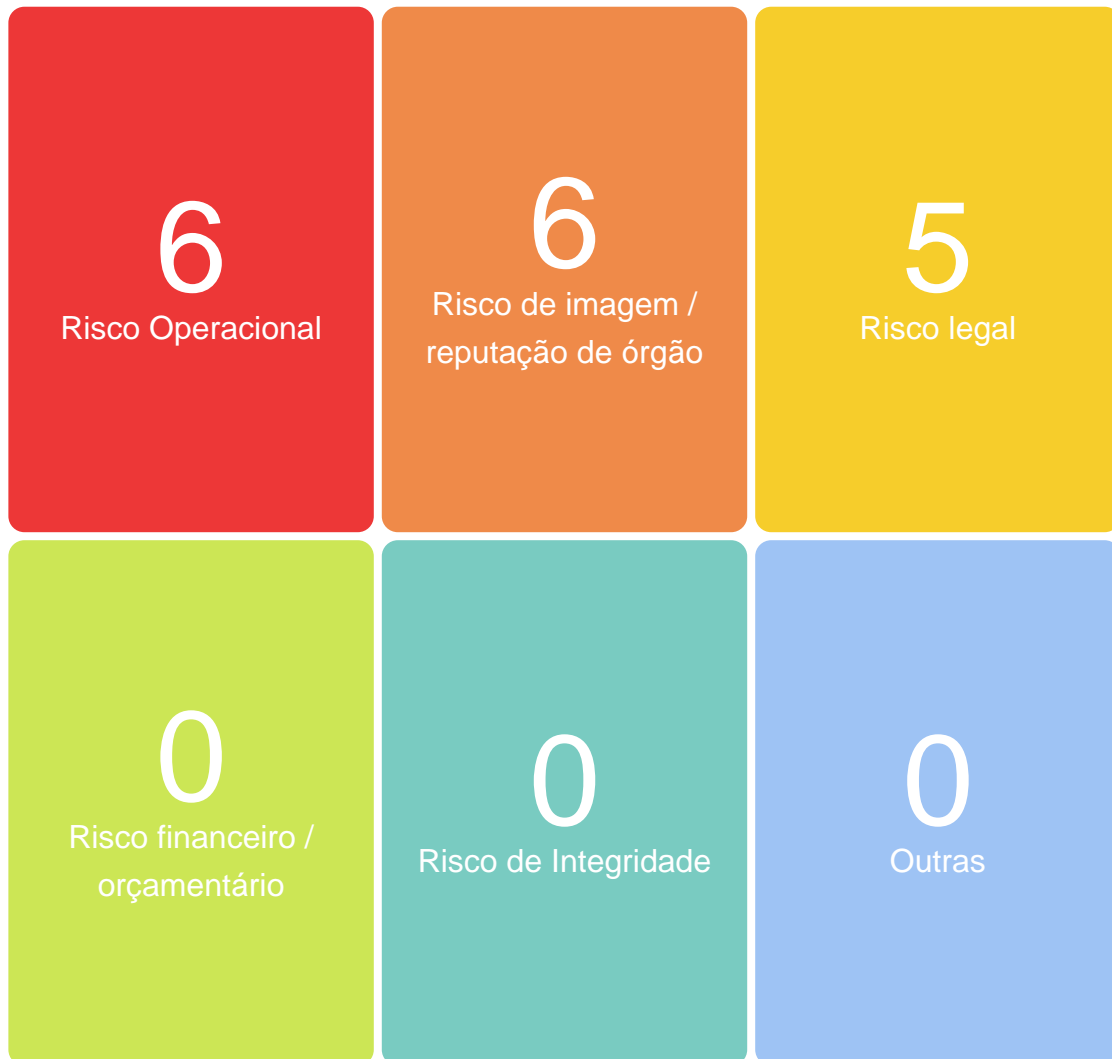 6
Risco Operacional
6
Risco de imagem /
reputação de órgão
5
Risco legal
0
Risco financeiro /
orçamentário
0
Risco de Integridade
0
Outras